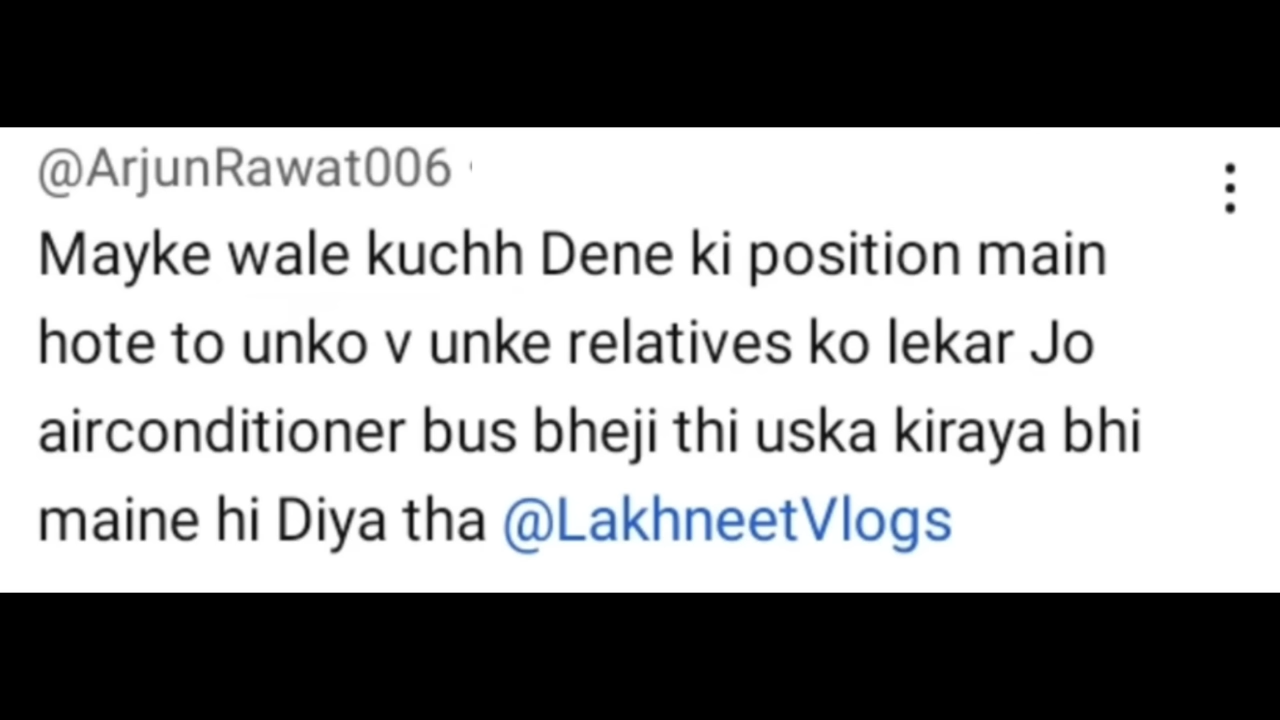 @ArjunRawat006
Mayke wale kuchh Dene ki position main
hote to unko v unke relatives ko lekar Jo
airconditioner bus bheji thi uska kiraya bhi
maine hi Diya tha @LakhneetVlogs